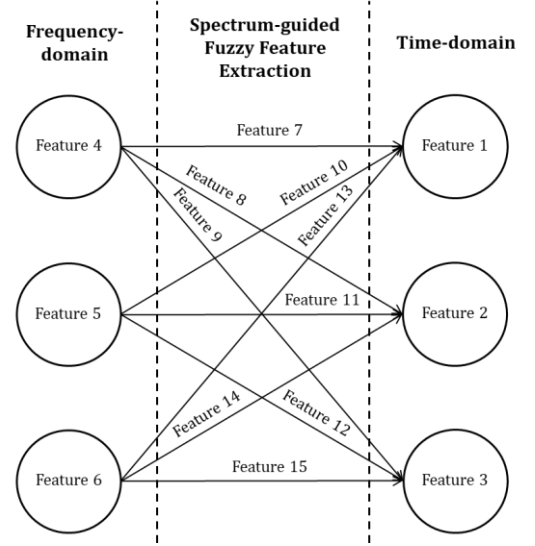 Frequency-
domain
Spectrum-guided
Fuzzy Feature
Extraction
Time-domain
Feature 4
Feature 7
Feature 1
Feature 8
Feature 10
Feature 9
Feature 13
Feature 5
Feature 11
Feature 2
Feature 14
Feature 12
Feature 6
Feature 15
Feature 3